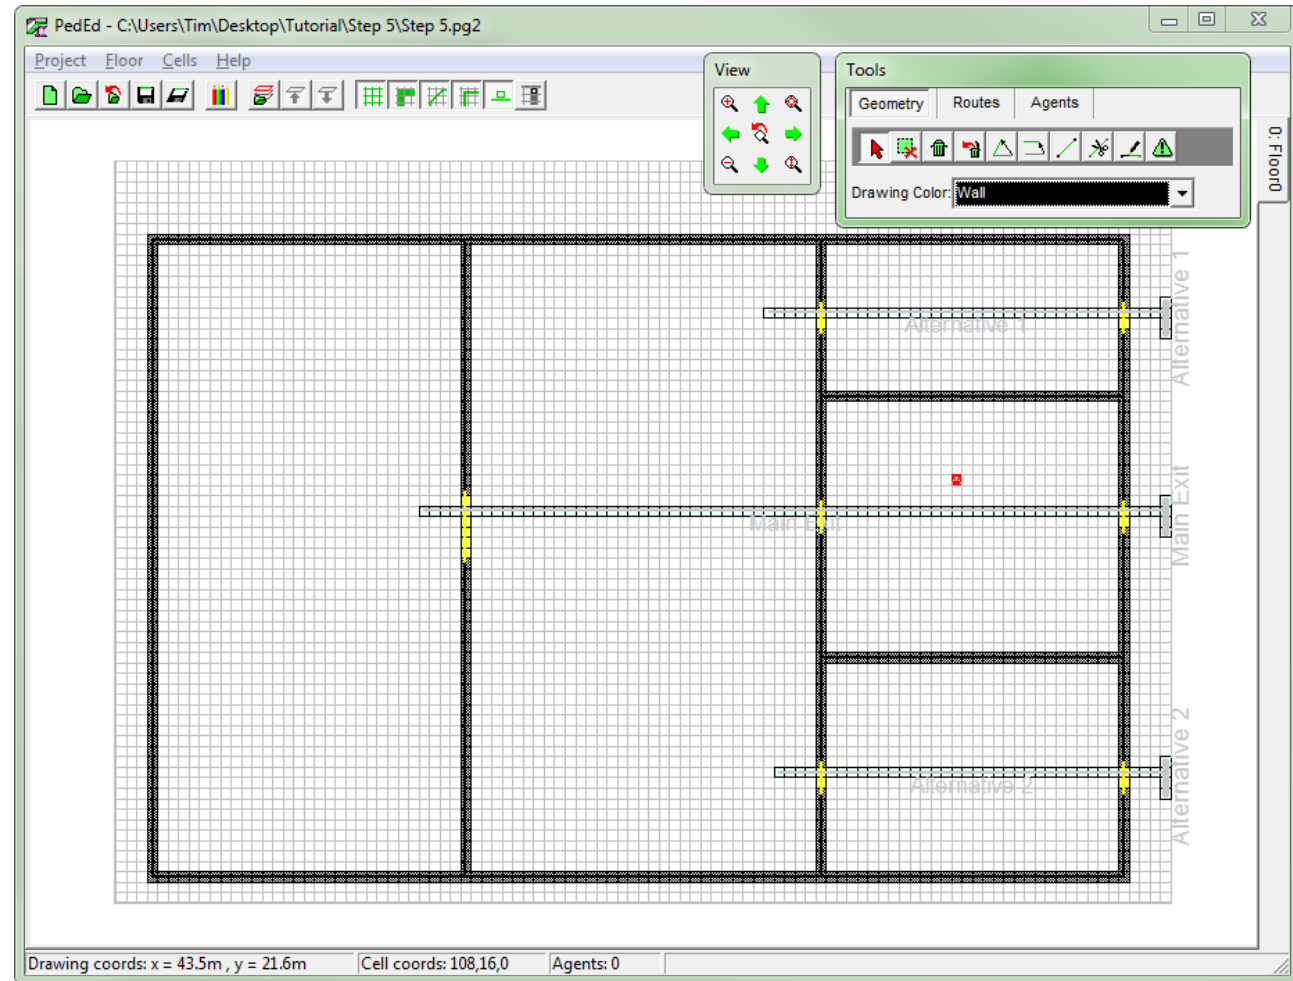 PedEd - C:\Users\Tim\Desktop\Tutorial\Step 5\Step 5.pg2
Project Floor Cells Help
View
Tools
Geometry Routes Agents
Drawing Color: Wall
0: Floor0
Alternative 1
Alternative 1
Main Exit
Main Exit
Alternative 2
Alternative 2
Drawing coords: x = 43.5m , y = 21.6m Cell coords: 108,16,0 Agents: 0